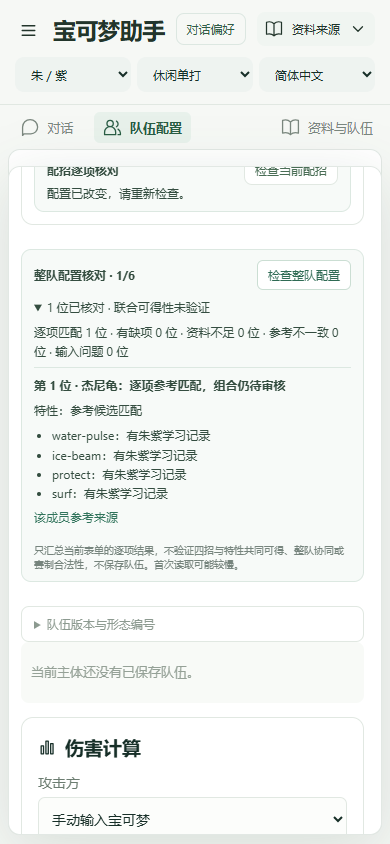 宝可梦助手
对话偏好
资料来源
朱 / 紫
休闲单打
简体中文
对话
队伍配置
资料与队伍
配招逐项核对
检查当前配招
配置已改变，请重新检查。
整队配置核对 · 1/6
检查整队配置
▼ 1 位已核对 · 联合可得性未验证
逐项匹配 1 位 · 有缺项 0 位 · 资料不足 0 位 · 参考不一致 0
位 · 输入问题 0 位
第 1 位 · 杰尼龟：逐项参考匹配，组合仍待审核
特性：参考候选匹配
• water-pulse：有朱紫学习记录
• ice-beam：有朱紫学习记录
• protect：有朱紫学习记录
• surf：有朱紫学习记录
该成员参考来源
只汇总当前表单的逐项结果，不验证四招与特性共同可得、整队协同或
赛制合法性，不保存队伍。首次读取可能较慢。
▶ 队伍版本与形态编号
当前主体还没有已保存队伍。
伤害计算
攻击方
手动输入宝可梦